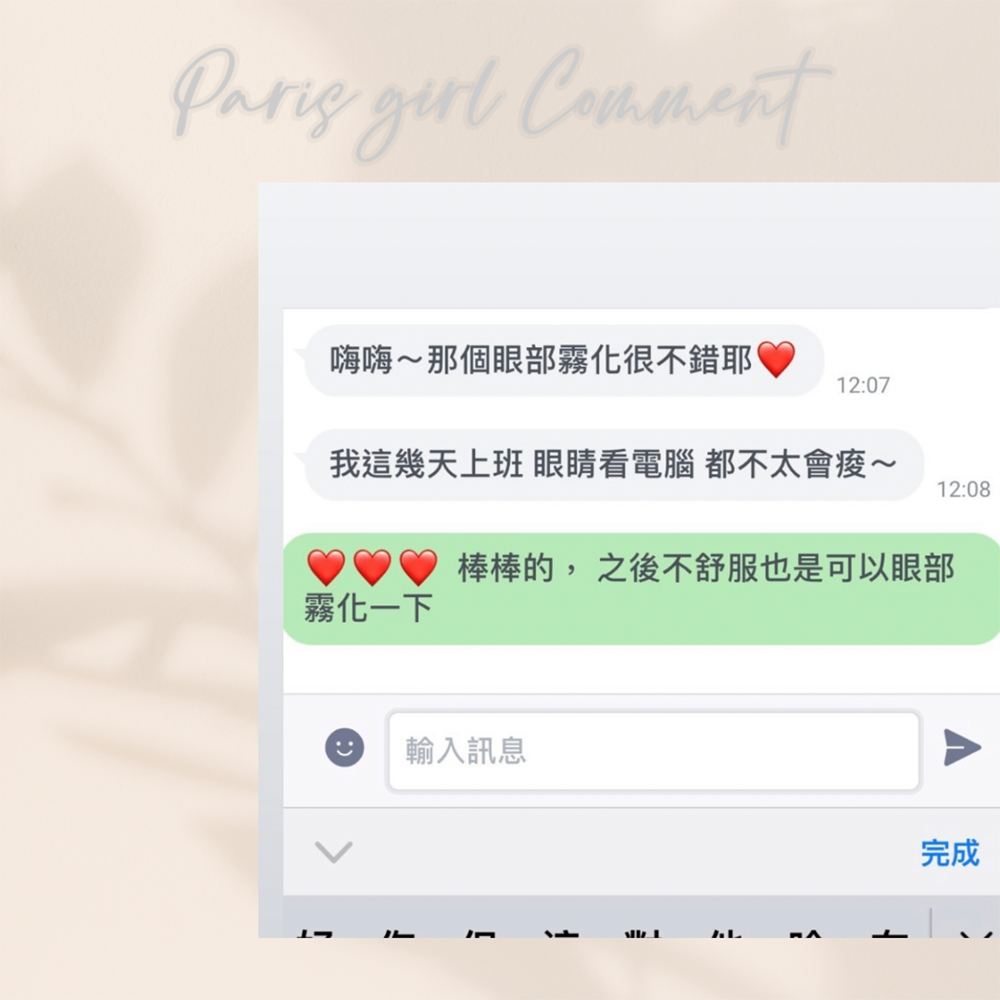 Paris girl Comment
嗨嗨～那個眼部霧化很不錯耶❤️
12:07
我這幾天上班 眼睛看電腦 都不太會痠～
12:08
❤️❤️❤️ 棒棒的， 之後不舒服也是可以眼部
霧化一下
輸入訊息
完成